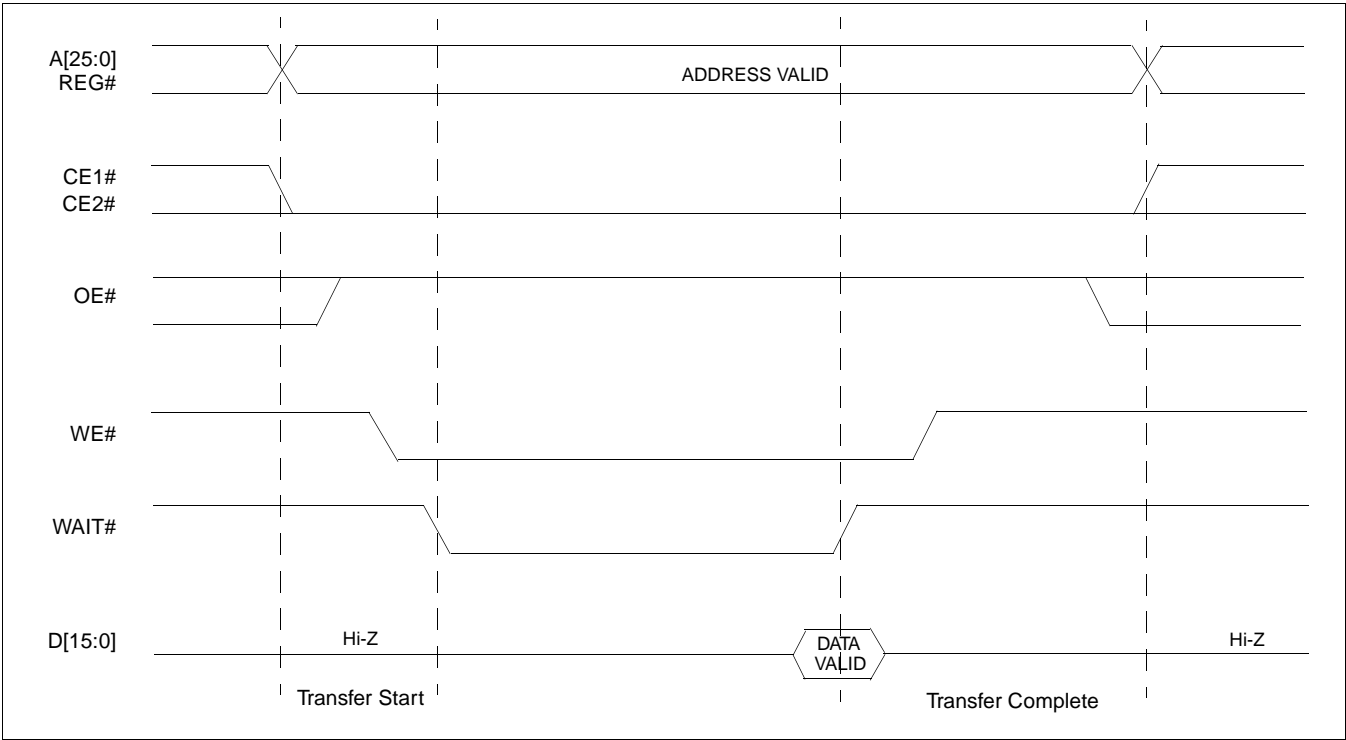 A[25:0]
REG#
ADDRESS VALID
CE1#
CE2#
OE#
WE#
WAIT#
D[15:0]
Hi-Z
DATA
VALID
Hi-Z
Transfer Start
Transfer Complete